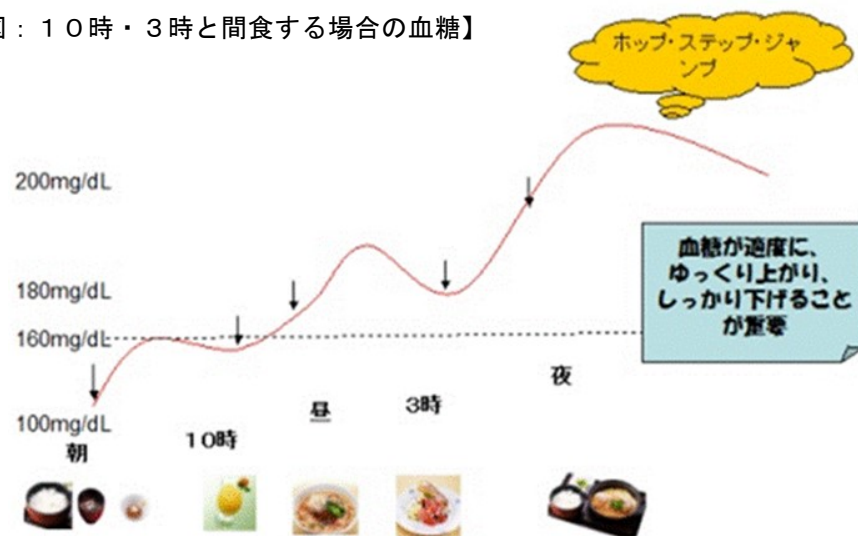 ：１０時・３時と間食する場合の血糖】
ホップ・ステップ・ジャ
ンプ
200mg/dL
血糖が適度に、
ゆっくり上がり、
しっかり下げること
が重要
180mg/dL
160mg/dL
夜
3時
昼
100mg/dL
10時
朝